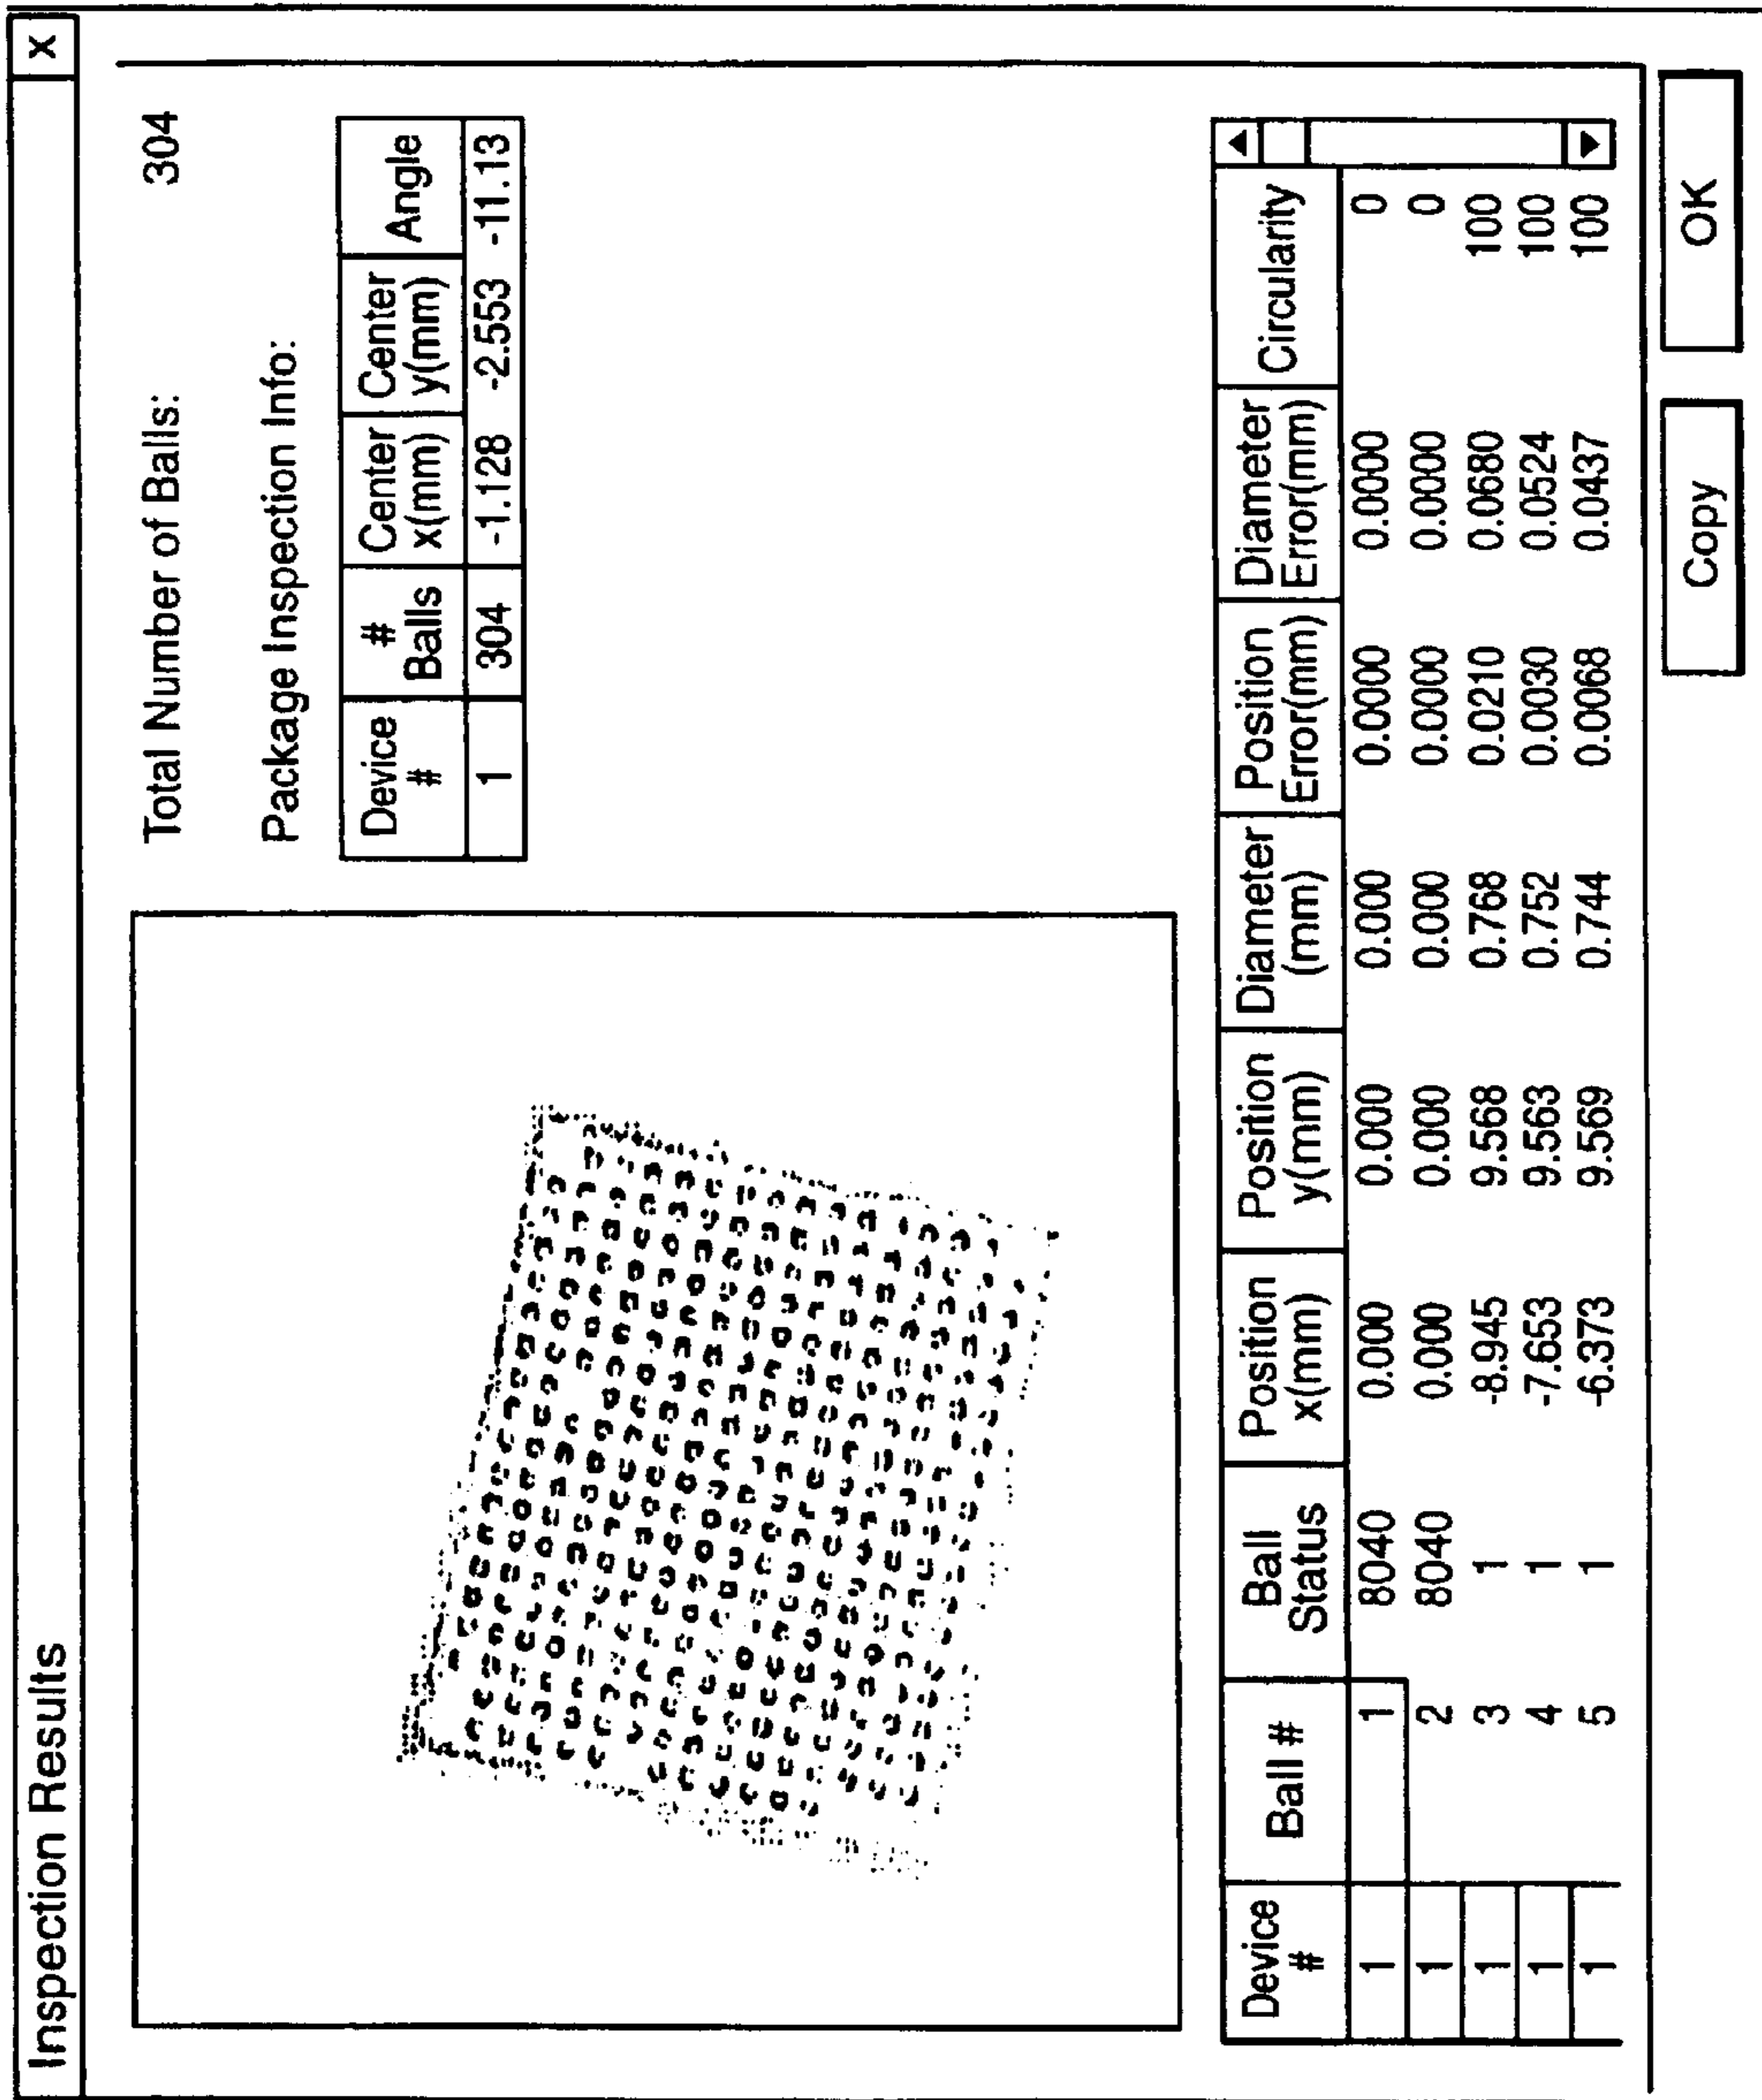 Inspection Results X
Total Number of Balls: 304
Package Inspection Info:
Device # | # Balls | Center x(mm) | Center y(mm) | Angle
1 304 -1.128 -2.553 -11.13
Device # | Ball # | Ball Status | Position x(mm) | Position y(mm) | Diameter (mm) | Position Error(mm) | Diameter Error(mm) | Circularity
1 1 8040 0.000 0.000 0.000 0.0000 0.0000 0
1 2 8040 0.000 0.000 0.000 0.0000 0.0000 0
1 3 1 -8.945 9.568 0.768 0.0210 0.0680 100
1 4 1 -7.653 9.563 0.752 0.0030 0.0524 100
1 5 1 -6.373 9.569 0.744 0.0068 0.0437 100
Copy OK